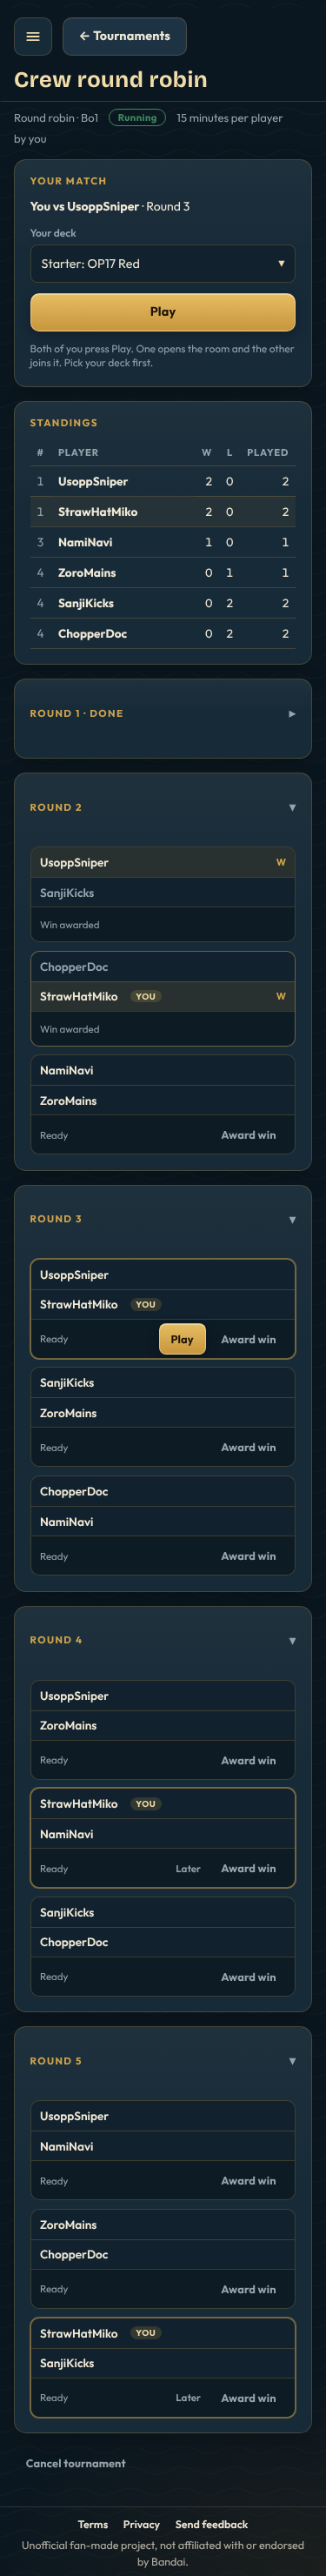 ← Tournaments
Crew round robin
Round robin · Bo1 Running 15 minutes per player
by you
YOUR MATCH
You vs UsoppSniper · Round 3
Your deck
Starter: OP17 Red
Play
Both of you press Play. One opens the room and the other
joins it. Pick your deck first.
STANDINGS
# PLAYER W L PLAYED
1 UsoppSniper 2 0 2
1 StrawHatMiko 2 0 2
3 NamiNavi 1 0 1
4 ZoroMains 0 1 1
4 SanjiKicks 0 2 2
4 ChopperDoc 0 2 2
ROUND 1 · DONE
ROUND 2
UsoppSniper W
SanjiKicks
Win awarded
ChopperDoc
StrawHatMiko YOU W
Win awarded
NamiNavi
ZoroMains
Ready Award win
ROUND 3
UsoppSniper
StrawHatMiko YOU
Ready Play Award win
SanjiKicks
ZoroMains
Ready Award win
ChopperDoc
NamiNavi
Ready Award win
ROUND 4
UsoppSniper
ZoroMains
Ready Award win
StrawHatMiko YOU
NamiNavi
Ready Later Award win
SanjiKicks
ChopperDoc
Ready Award win
ROUND 5
UsoppSniper
NamiNavi
Ready Award win
ZoroMains
ChopperDoc
Ready Award win
StrawHatMiko YOU
SanjiKicks
Ready Later Award win
Cancel tournament
Terms Privacy Send feedback
Unofficial fan-made project, not affiliated with or endorsed
by Bandai.